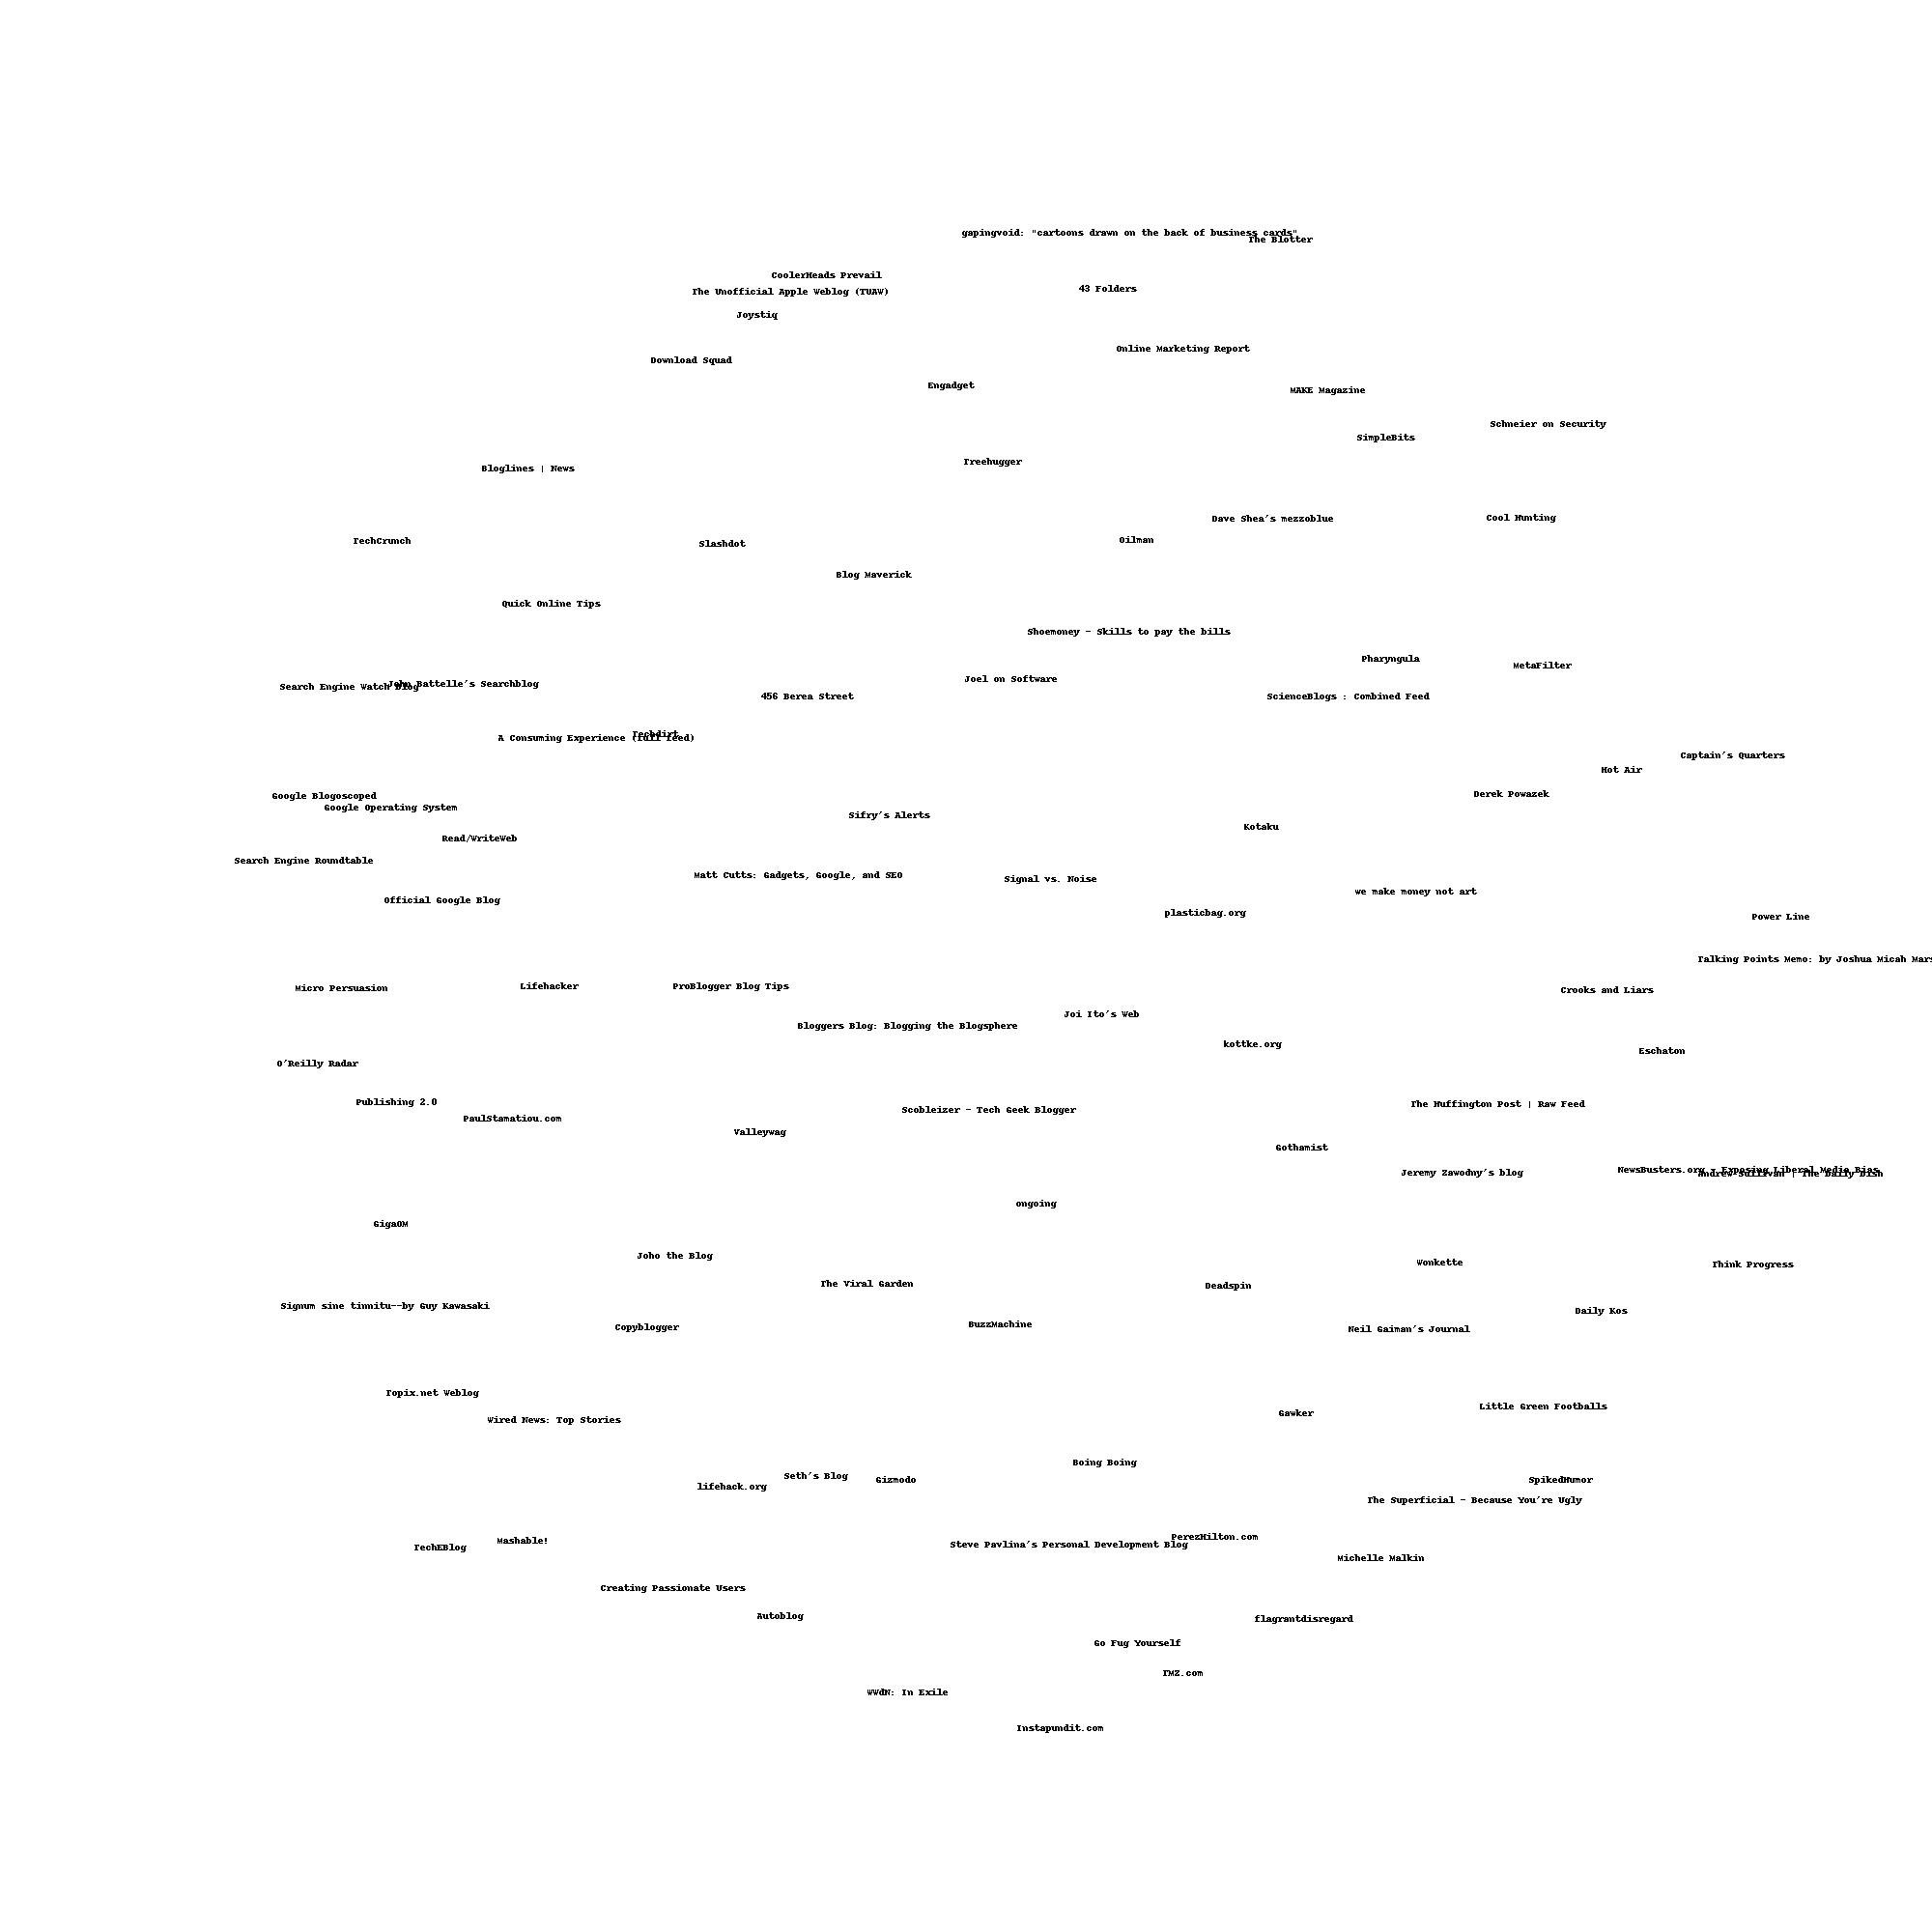 gapingvoid: "cartoons drawn on the back of business cards"
The Blotter
CoolerHeads Prevail
43 Folders
The Unofficial Apple Weblog (TUAW)
Joystiq
Online Marketing Report
Download Squad
Engadget
MAKE Magazine
Schneier on Security
SimpleBits
Treehugger
Bloglines | News
Dave Shea's mezzoblue
Cool Hunting
TechCrunch
Slashdot
Oilman
Blog Maverick
Quick Online Tips
Shoemoney - Skills to pay the bills
Pharyngula
MetaFilter
Joel on Software
John Battelle's Searchblog
Search Engine Watch Blog
456 Berea Street
ScienceBlogs : Combined Feed
Techdirt
A Consuming Experience (full feed)
Captain's Quarters
Hot Air
Derek Powazek
Google Blogoscoped
Google Operating System
Sifry's Alerts
Kotaku
Read/WriteWeb
Search Engine Roundtable
Matt Cutts: Gadgets, Google, and SEO
Signal vs. Noise
we make money not art
Official Google Blog
plasticbag.org
Power Line
Talking Points Memo: by Joshua Micah Mars
Micro Persuasion
Lifehacker
ProBlogger Blog Tips
Crooks and Liars
Joi Ito's Web
Bloggers Blog: Blogging the Blogsphere
kottke.org
Eschaton
O'Reilly Radar
Publishing 2.0
The Huffington Post | Raw Feed
Scobleizer - Tech Geek Blogger
PaulStamatiou.com
Valleywag
Gothamist
Jeremy Zawodny's blog
NewsBusters.org - Exposing Liberal Media Bias
Andrew Sullivan | The Daily Dish
ongoing
GigaOM
Joho the Blog
Wonkette
Think Progress
The Viral Garden
Deadspin
Signum sine tinnitu--by Guy Kawasaki
Daily Kos
Copyblogger
BuzzMachine
Neil Gaiman's Journal
Topix.net Weblog
Little Green Footballs
Gawker
Wired News: Top Stories
Boing Boing
Seth's Blog
Gizmodo
SpikedHumor
lifehack.org
The Superficial - Because You're Ugly
PerezHilton.com
Mashable!
Steve Pavlina's Personal Development Blog
TechEBlog
Michelle Malkin
Creating Passionate Users
Autoblog
flagrantdisregard
Go Fug Yourself
TMZ.com
WWdN: In Exile
Instapundit.com